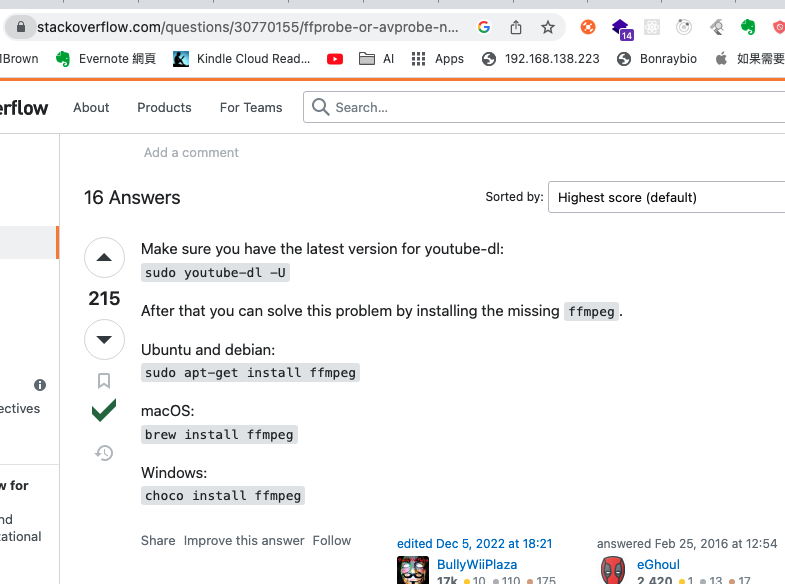 stackoverflow.com/questions/30770155/ffprobe-or-avprobe-n...
14
Brown Evernote 網頁 Kindle Cloud Read... AI Apps 192.168.138.223 Bonraybio 如果需要
erflow About Products For Teams Search...
Add a comment
16 Answers Sorted by: Highest score (default)
Make sure you have the latest version for youtube-dl:
sudo youtube-dl -U
215
After that you can solve this problem by installing the missing ffmpeg.
Ubuntu and debian:
sudo apt-get install ffmpeg
ectives
macOS:
brew install ffmpeg
Windows:
w for
choco install ffmpeg
nd
ational
Share Improve this answer Follow
edited Dec 5, 2022 at 18:21
BullyWiiPlaza
17k 10 110 175
answered Feb 25, 2016 at 12:54
eGhoul
2,420 1 13 17